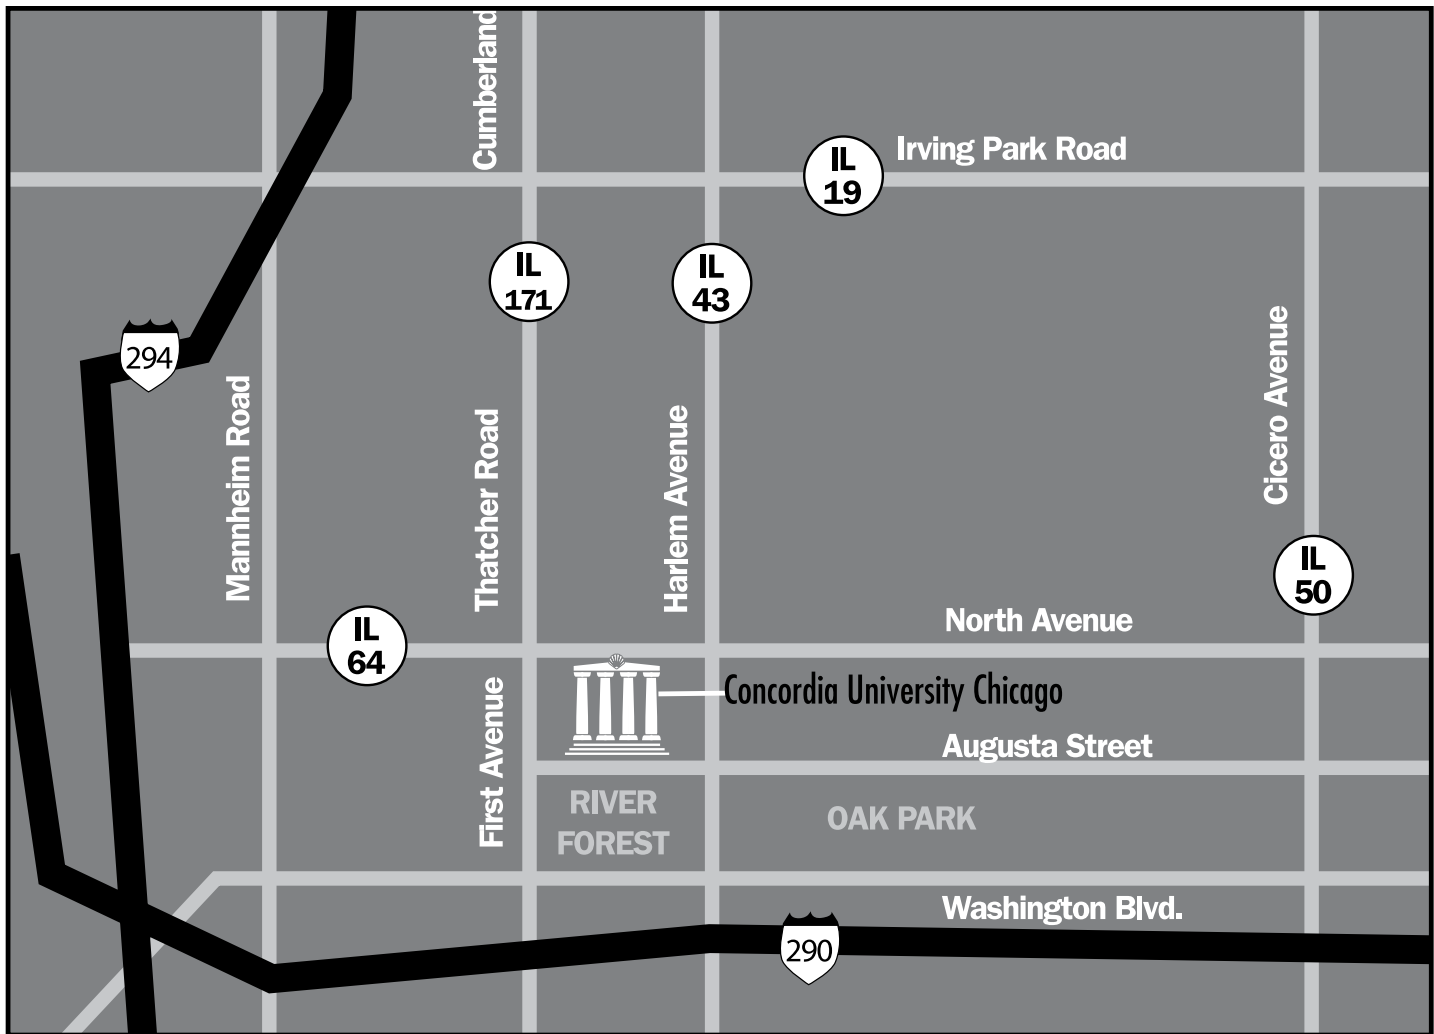 Cumberland
Irving Park Road
IL
19
IL
171
IL
43
294
Mannheim Road
Thatcher Road
Harlem Avenue
Cicero Avenue
IL
50
IL
64
North Avenue
Concordia University Chicago
First Avenue
Augusta Street
RIVER
FOREST
OAK PARK
Washington Blvd.
290